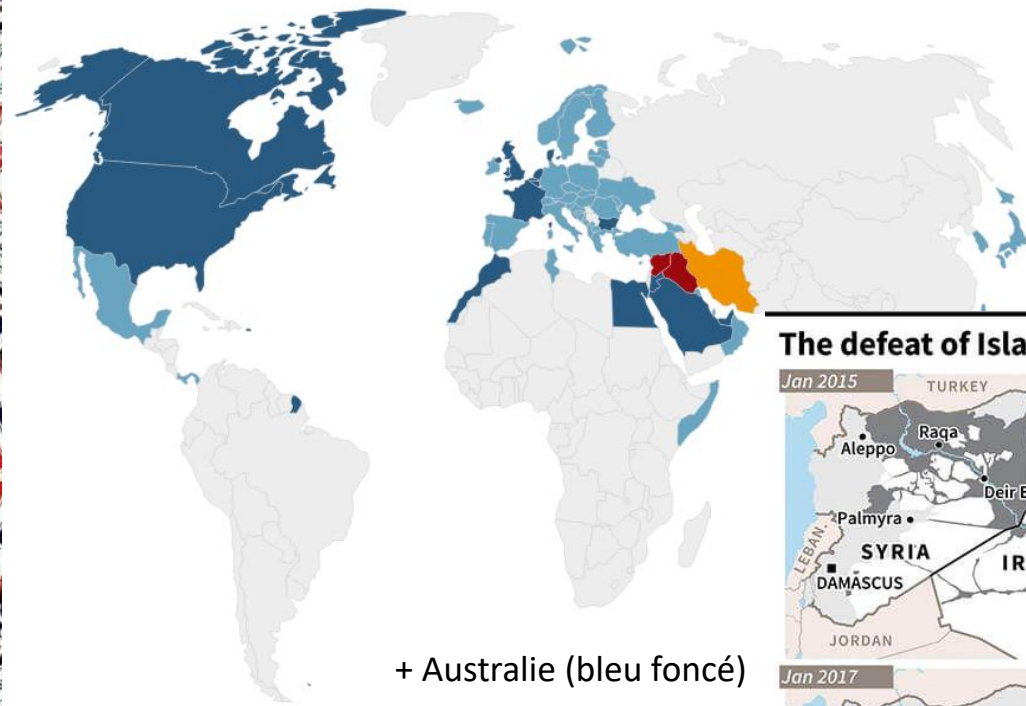 The defeat of Isla
Jan 2015
TURKEY
Aleppo
Raqa
Deir E
Palmyra
LEBAN.
SYRIA
IR
DAMASCUS
JORDAN
+ Australie (bleu foncé)
Jan 2017